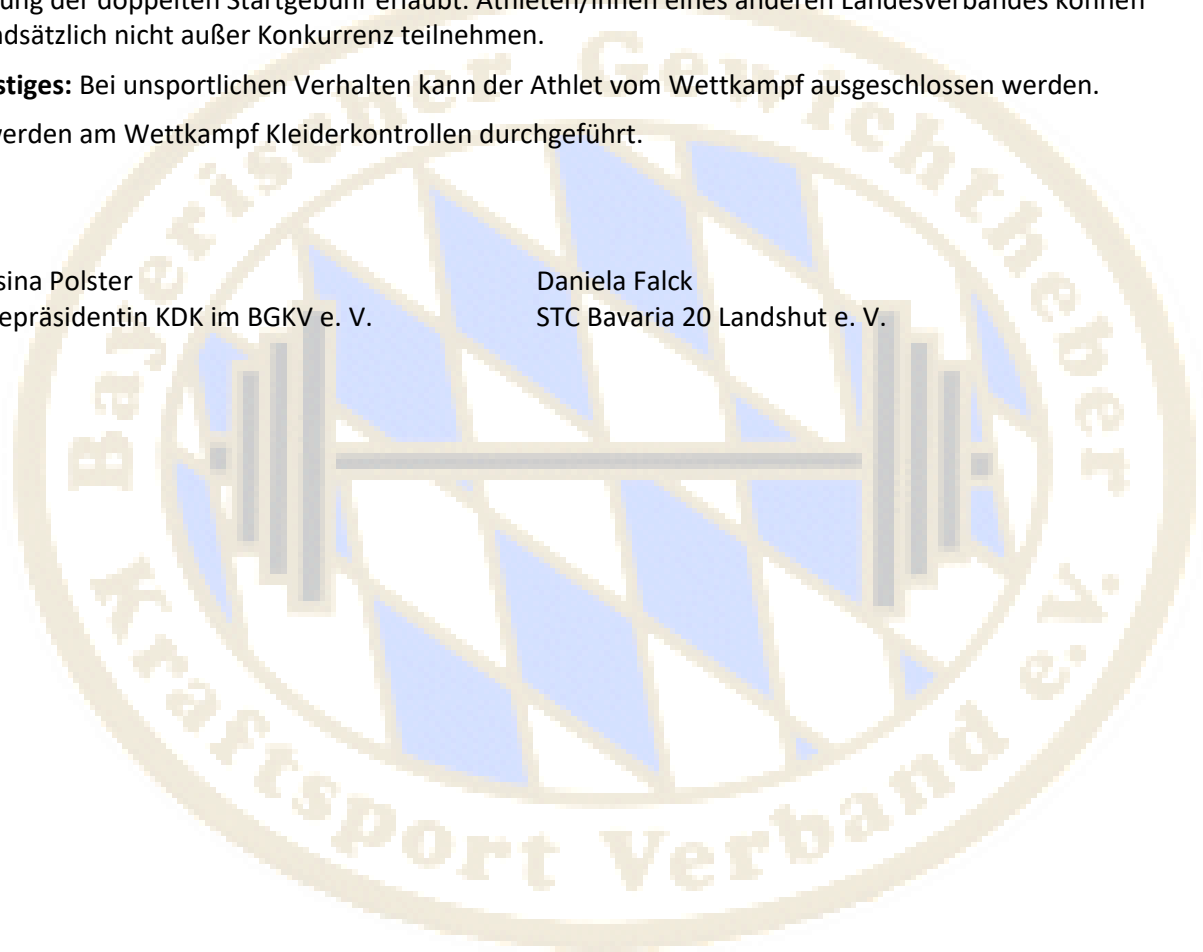 ung der doppelten Startgebühr erlaubt. Athleten/innen eines anderen Landesverbandes können
dsätzlich nicht außer Konkurrenz teilnehmen.
stiges: Bei unsportlichen Verhalten kann der Athlet vom Wettkampf ausgeschlossen werden.
werden am Wettkampf Kleiderkontrollen durchgeführt.
sina Polster
epräsidentin KDK im BGKV e. V.
Daniela Falck
STC Bavaria 20 Landshut e. V.
Bayerischer Gewichtheber
Kraftsport Verband e. V.